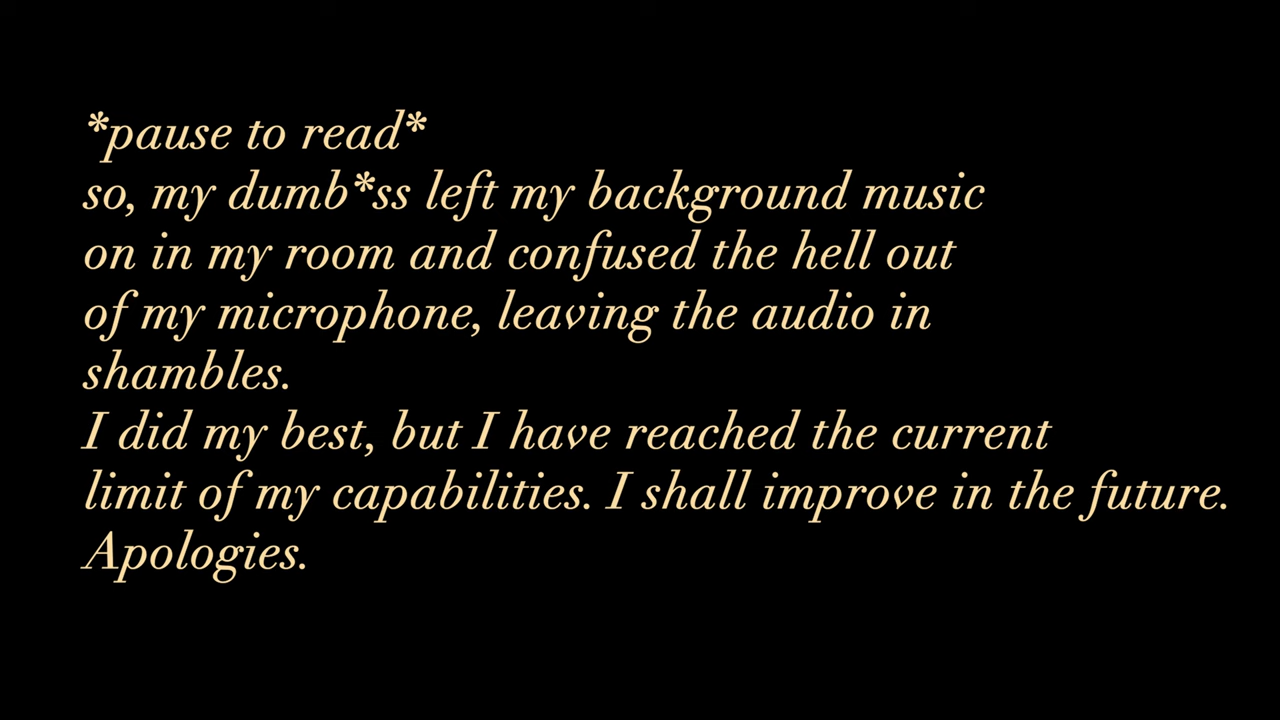 *pause to read*
so, my dumb*ss left my background music
on in my room and confused the hell out
of my microphone, leaving the audio in
shambles.
I did my best, but I have reached the current
limit of my capabilities. I shall improve in the future.
Apologies.